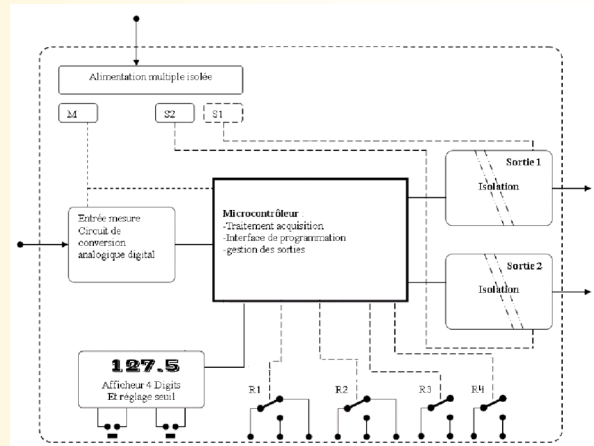 Alimentation multiple isolée
M
S2
S1
Sortie 1
Isolation
Entrée mesure
Circuit de
conversion
analogique digital
Microcontrôleur :
-Traitement acquisition
-Interface de programmation
-gestion des sorties
Sortie 2
Isolation
127.5
Afficheur 4 Digits
Et réglage seuil
R1
R2
R3
R4